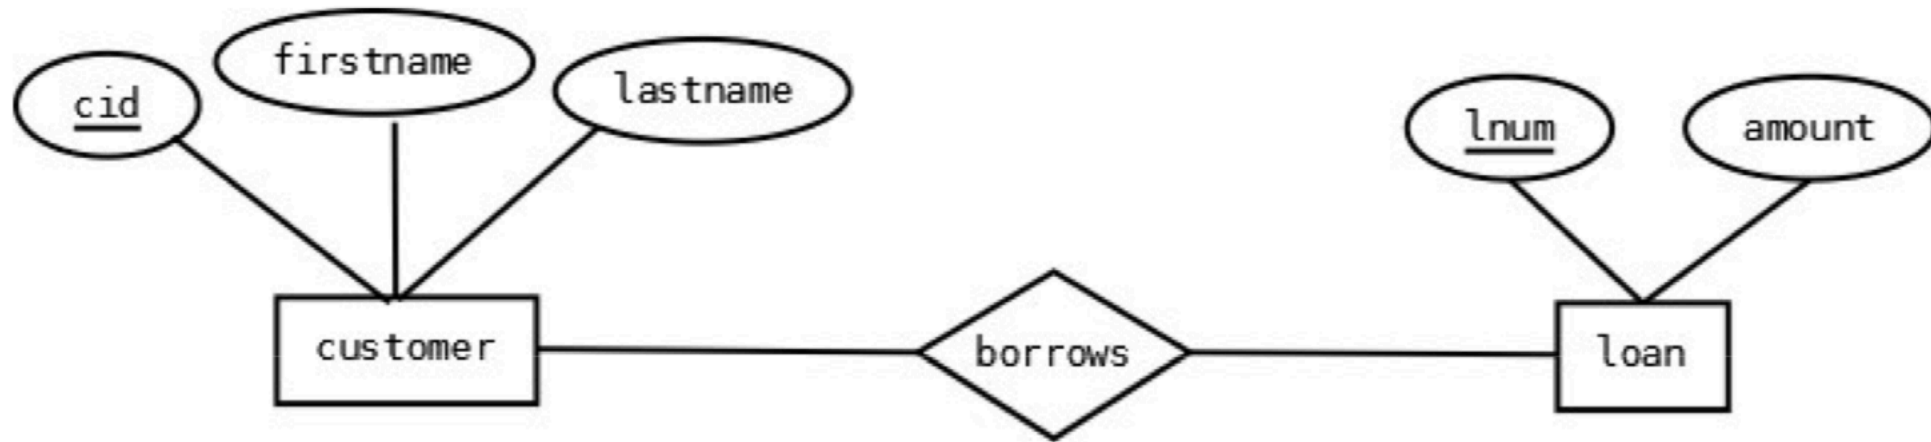 cid
firstname
lastname
lnum
amount
customer
borrows
loan